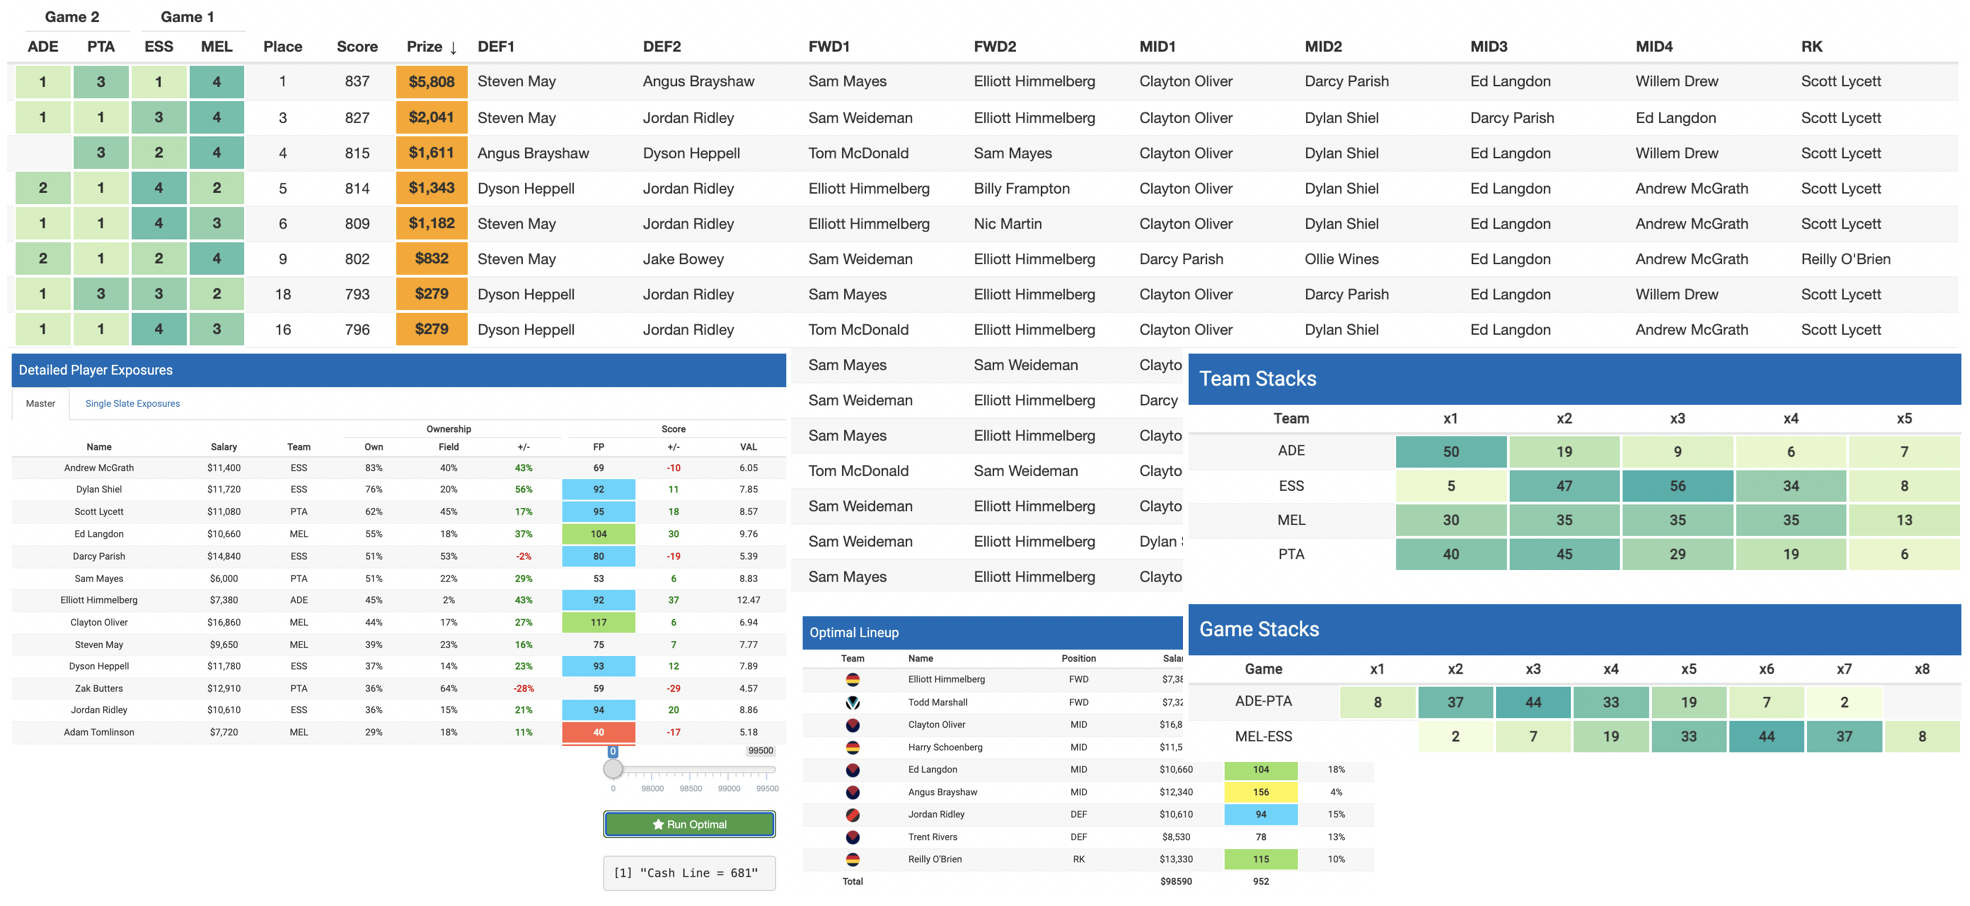 Game 2 Game 1
ADE PTA ESS MEL Place Score Prize ↓ DEF1 DEF2 FWD1 FWD2 MID1 MID2 MID3 MID4 RK
1 3 1 4 1 837 $5,808 Steven May Angus Brayshaw Sam Mayes Elliott Himmelberg Clayton Oliver Darcy Parish Ed Langdon Willem Drew Scott Lycett
1 1 3 4 3 827 $2,041 Steven May Jordan Ridley Sam Weideman Elliott Himmelberg Clayton Oliver Dylan Shiel Darcy Parish Ed Langdon Scott Lycett
3 2 4 4 815 $1,611 Angus Brayshaw Dyson Heppell Tom McDonald Sam Mayes Clayton Oliver Dylan Shiel Ed Langdon Willem Drew Scott Lycett
2 1 4 2 5 814 $1,343 Dyson Heppell Jordan Ridley Elliott Himmelberg Billy Frampton Clayton Oliver Dylan Shiel Ed Langdon Andrew McGrath Scott Lycett
1 1 4 3 6 809 $1,182 Steven May Jordan Ridley Elliott Himmelberg Nic Martin Clayton Oliver Dylan Shiel Ed Langdon Andrew McGrath Scott Lycett
2 1 2 4 9 802 $832 Steven May Jake Bowey Sam Weideman Elliott Himmelberg Darcy Parish Ollie Wines Ed Langdon Andrew McGrath Reilly O'Brien
1 3 3 2 18 793 $279 Dyson Heppell Jordan Ridley Sam Mayes Elliott Himmelberg Clayton Oliver Darcy Parish Ed Langdon Willem Drew Scott Lycett
1 1 4 3 16 796 $279 Dyson Heppell Jordan Ridley Tom McDonald Elliott Himmelberg Clayton Oliver Dylan Shiel Ed Langdon Andrew McGrath Scott Lycett
Sam Mayes Sam Weideman Clayto
Sam Weideman Elliott Himmelberg Darcy
Sam Mayes Elliott Himmelberg Clayto
Tom McDonald Sam Weideman Clayto
Sam Weideman Elliott Himmelberg Clayto
Sam Weideman Elliott Himmelberg Dylan
Sam Mayes Elliott Himmelberg Clayto
Detailed Player Exposures
Master Single Slate Exposures
Ownership Score
Name Salary Team Own Field +/- FP +/- VAL
Andrew McGrath $11,400 ESS 83% 40% 43% 69 -10 6.05
Dylan Shiel $11,720 ESS 76% 20% 56% 92 11 7.85
Scott Lycett $11,080 PTA 62% 45% 17% 95 18 8.57
Ed Langdon $10,660 MEL 55% 18% 37% 104 30 9.76
Darcy Parish $14,840 ESS 51% 53% -2% 80 -19 5.39
Sam Mayes $6,000 PTA 51% 22% 29% 53 6 8.83
Elliott Himmelberg $7,380 ADE 45% 2% 43% 92 37 12.47
Clayton Oliver $16,860 MEL 44% 17% 27% 117 6 6.94
Steven May $9,650 MEL 39% 23% 16% 75 7 7.77
Dyson Heppell $11,780 ESS 37% 14% 23% 93 12 7.89
Zak Butters $12,910 PTA 36% 64% -28% 59 -29 4.57
Jordan Ridley $10,610 ESS 36% 15% 21% 94 20 8.86
Adam Tomlinson $7,720 MEL 29% 18% 11% 40 -17 5.18
0 99500
0 98000 98500 99000 99500
★ Run Optimal
[1] "Cash Line = 681"
Optimal Lineup
Team Name Position Salar
Elliott Himmelberg FWD $7,38
Todd Marshall FWD $7,32
Clayton Oliver MID $16,8
Harry Schoenberg MID $11,5
Ed Langdon MID $10,660 104 18%
Angus Brayshaw MID $12,340 156 4%
Jordan Ridley DEF $10,610 94 15%
Trent Rivers DEF $8,530 78 13%
Reilly O'Brien RK $13,330 115 10%
Total $98590 952
Team Stacks
Team x1 x2 x3 x4 x5
ADE 50 19 9 6 7
ESS 5 47 56 34 8
MEL 30 35 35 35 13
PTA 40 45 29 19 6
Game Stacks
Game x1 x2 x3 x4 x5 x6 x7 x8
ADE-PTA 8 37 44 33 19 7 2
MEL-ESS 2 7 19 33 44 37 8